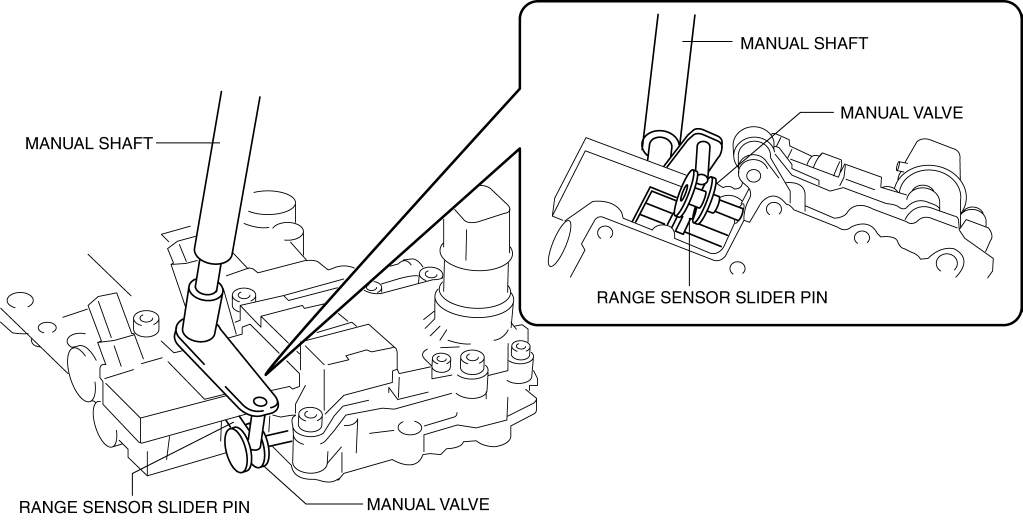 MANUAL SHAFT
MANUAL VALVE
MANUAL SHAFT
RANGE SENSOR SLIDER PIN
RANGE SENSOR SLIDER PIN
MANUAL VALVE